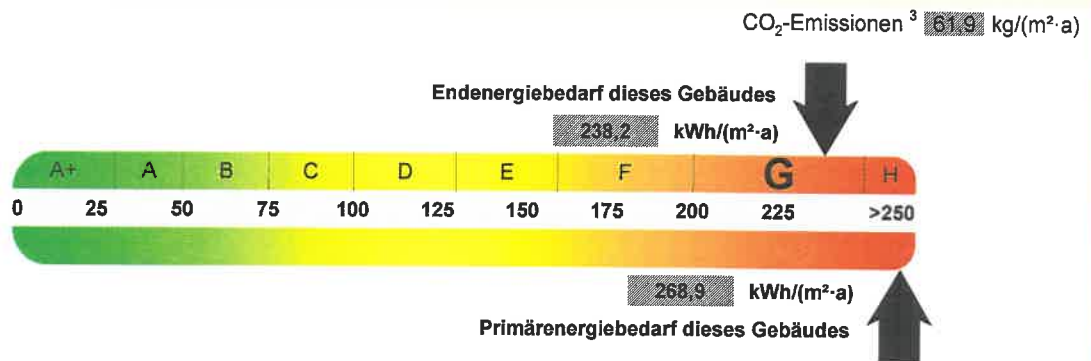 CO₂-Emissionen ³ 61,9 kg/(m²·a)
Endenergiebedarf dieses Gebäudes
238,2 kWh/(m²·a)
A+ A B C D E F G H
0 25 50 75 100 125 150 175 200 225 >250
268,9 kWh/(m²·a)
Primärenergiebedarf dieses Gebäudes